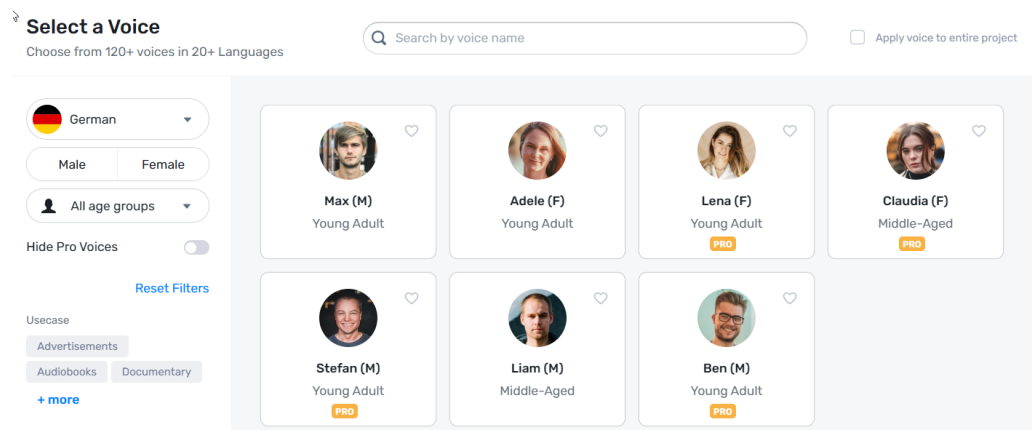 Select a Voice
Choose from 120+ voices in 20+ Languages
Search by voice name
Apply voice to entire project
German
Male Female
All age groups
Hide Pro Voices
Reset Filters
Usecase
Advertisements
Audiobooks Documentary
+ more
Max (M)
Young Adult
Adele (F)
Young Adult
Lena (F)
Young Adult
PRO
Claudia (F)
Middle-Aged
PRO
Stefan (M)
Young Adult
PRO
Liam (M)
Middle-Aged
Ben (M)
Young Adult
PRO